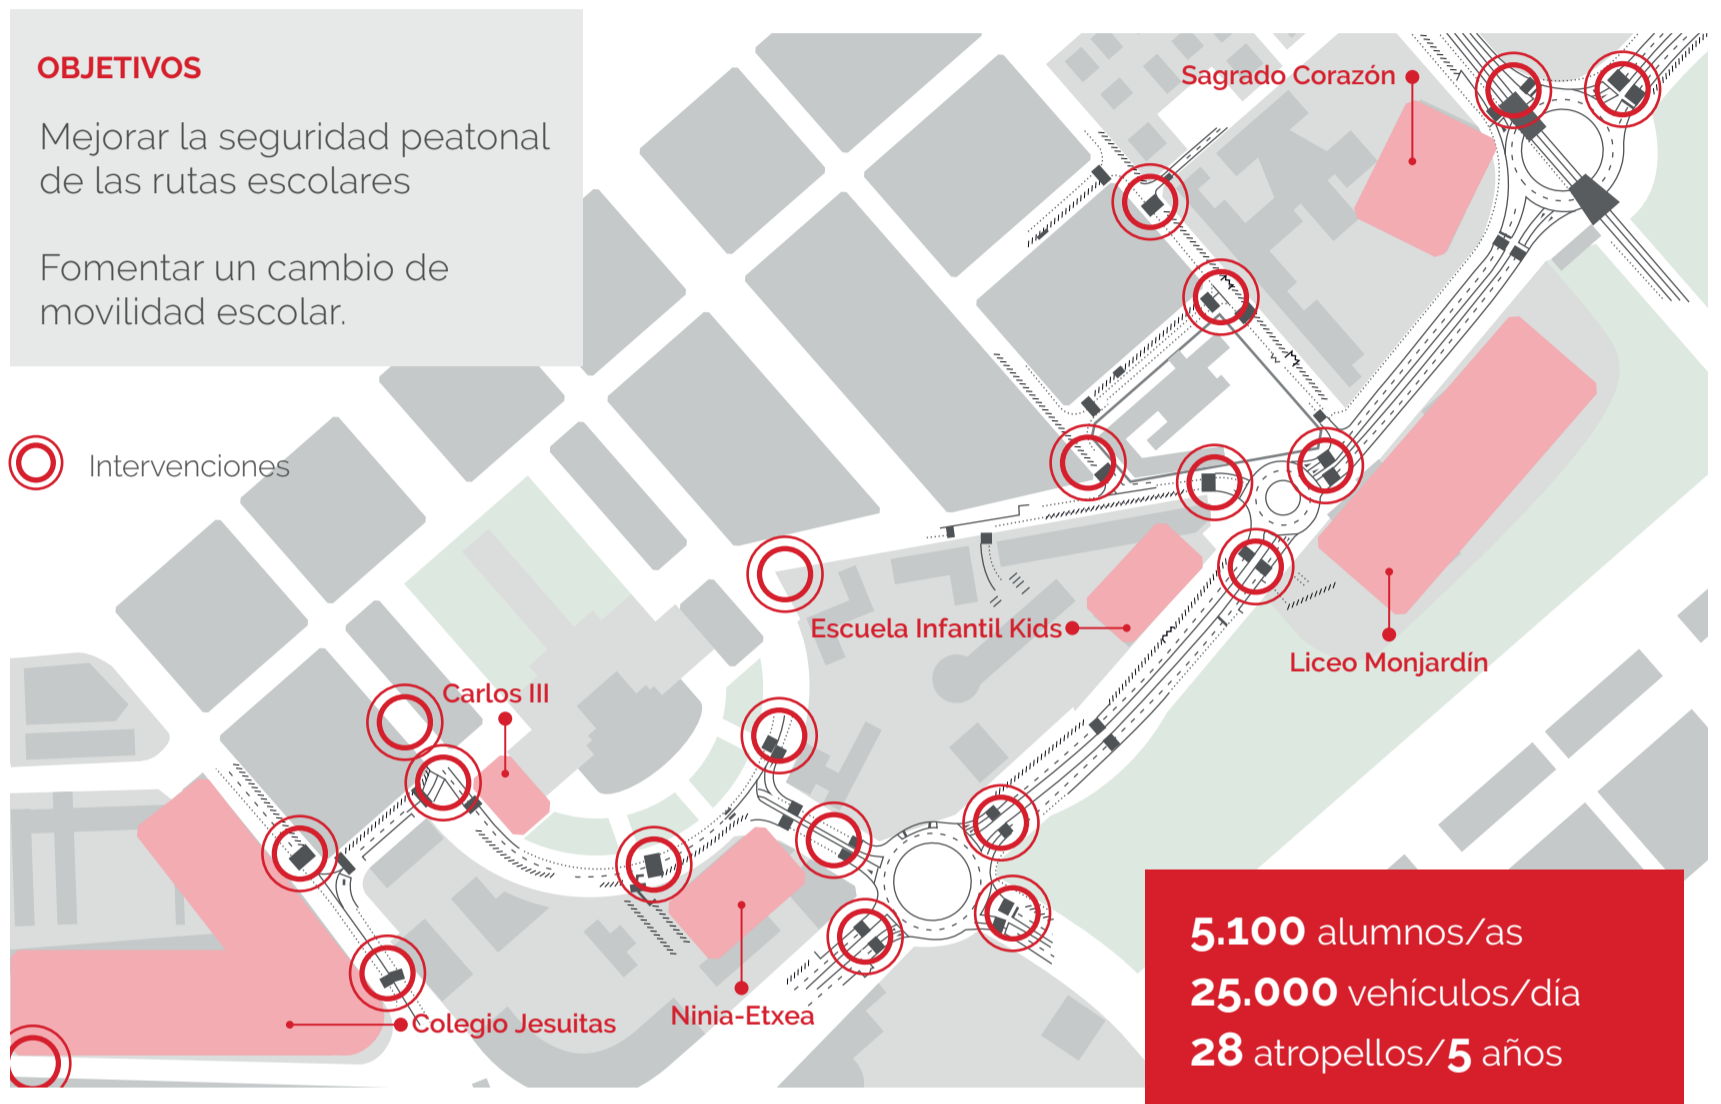 OBJETIVOS
Mejorar la seguridad peatonal
de las rutas escolares
Fomentar un cambio de
movilidad escolar.
Intervenciones
Sagrado Corazón
Escuela Infantil Kids
Liceo Monjardín
Carlos III
Ninia-Etxea
Colegio Jesuitas
5.100 alumnos/as
25.000 vehículos/día
28 atropellos/5 años